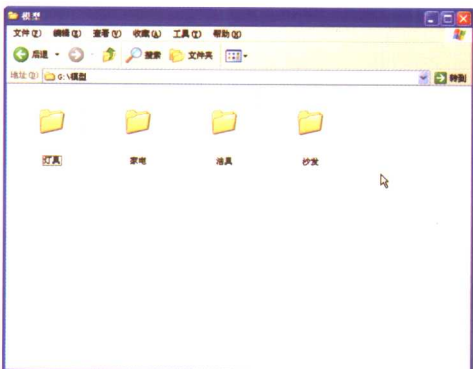 模型
文件(F) 编辑(E) 查看(V) 收藏(A) 工具(T) 帮助(H)
后退 搜索 文件夹
地址(D) G:\模型 转到
灯具 家电 洁具 沙发